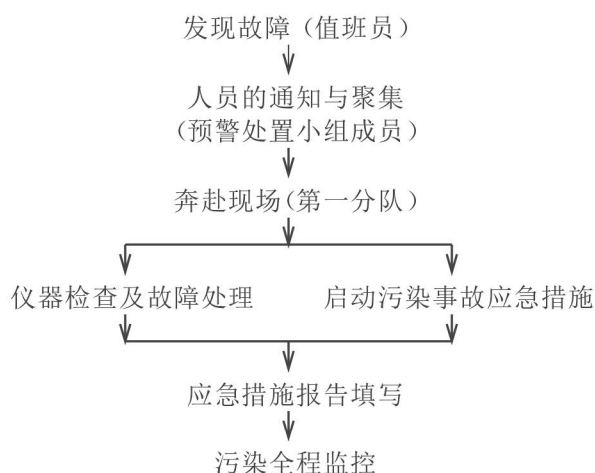 发现故障(值班员)
人员的通知与聚集
(预警处置小组成员)
奔赴现场(第一分队)
仪器检查及故障处理
启动污染事故应急措施
应急措施报告填写
污染全程监控